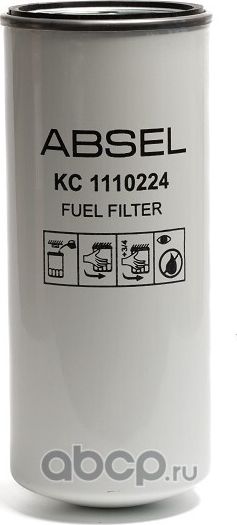 ABSEL
KC 1110224
FUEL FILTER
+3/4
abcp.ru